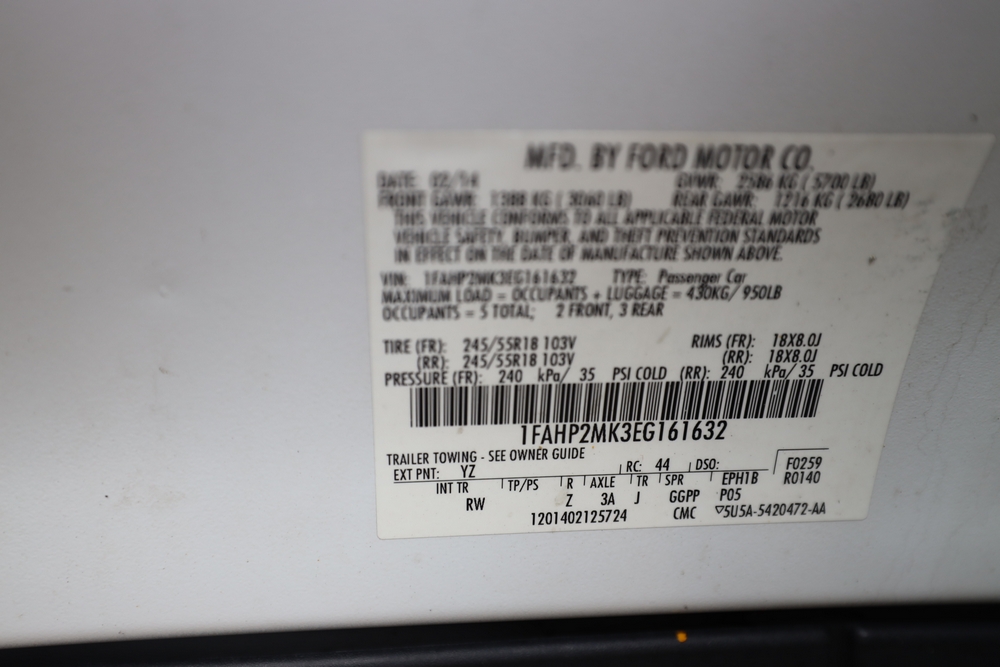 MFD. BY FORD MOTOR CO.
DATE: 02/14 GVWR: 2586 KG ( 5700 LB)
FRONT GAWR: 1388 KG ( 3060 LB) REAR GAWR: 1216 KG ( 2680 LB)
THIS VEHICLE CONFORMS TO ALL APPLICABLE FEDERAL MOTOR
VEHICLE SAFETY, BUMPER, AND THEFT PREVENTION STANDARDS
IN EFFECT ON THE DATE OF MANUFACTURE SHOWN ABOVE.
VIN: 1FAHP2MK3EG161632 TYPE: Passenger Car
MAXIMUM LOAD = OCCUPANTS + LUGGAGE = 430KG/ 950LB
OCCUPANTS = 5 TOTAL; 2 FRONT, 3 REAR
TIRE (FR): 245/55R18 103V RIMS (FR): 18X8.0J
(RR): 245/55R18 103V (RR): 18X8.0J
PRESSURE (FR): 240 kPa/ 35 PSI COLD (RR): 240 kPa/ 35 PSI COLD
1FAHP2MK3EG161632
TRAILER TOWING - SEE OWNER GUIDE
EXT PNT: YZ RC: 44 DSO: F0259
INT TR TP/PS R AXLE TR SPR EPH1B R0140
RW Z 3A J GGPP P05
1201402125724 CMC ▽5U5A-5420472-AA